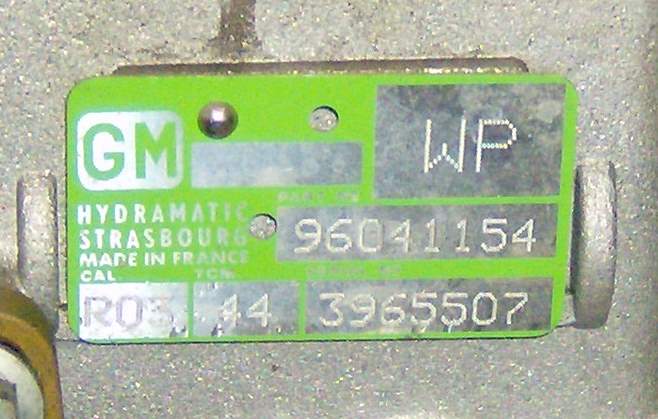 GM
WP
HYDRAMATIC
STRASBOURG
96041154
MADE IN FRANCE
CAL.
R03 44 3965507